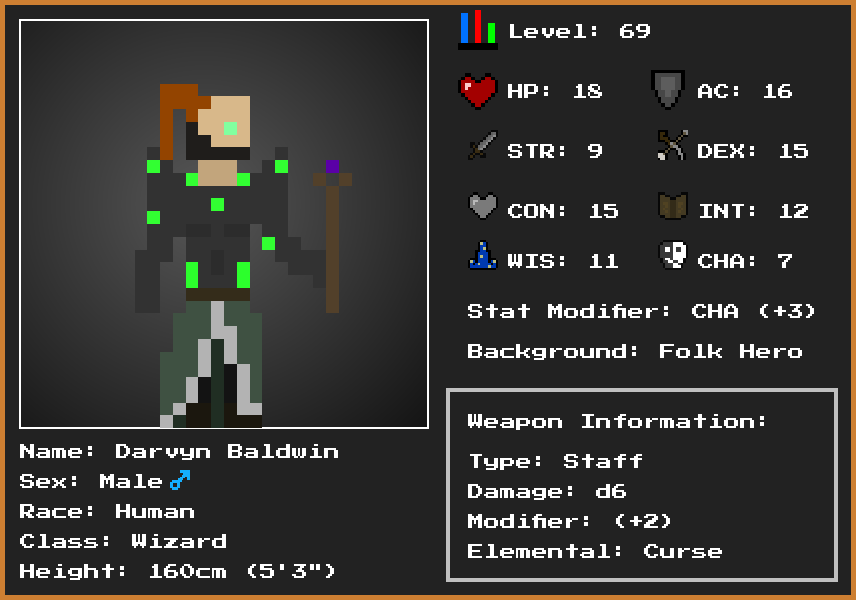 Level: 69
HP: 18 AC: 16
STR: 9 DEX: 15
CON: 15 INT: 12
WIS: 11 CHA: 7
Stat Modifier: CHA (+3)
Background: Folk Hero
Weapon Information:
Type: Staff
Damage: d6
Modifier: (+2)
Elemental: Curse
Name: Darvyn Baldwin
Sex: Male♂
Race: Human
Class: Wizard
Height: 160cm (5'3")